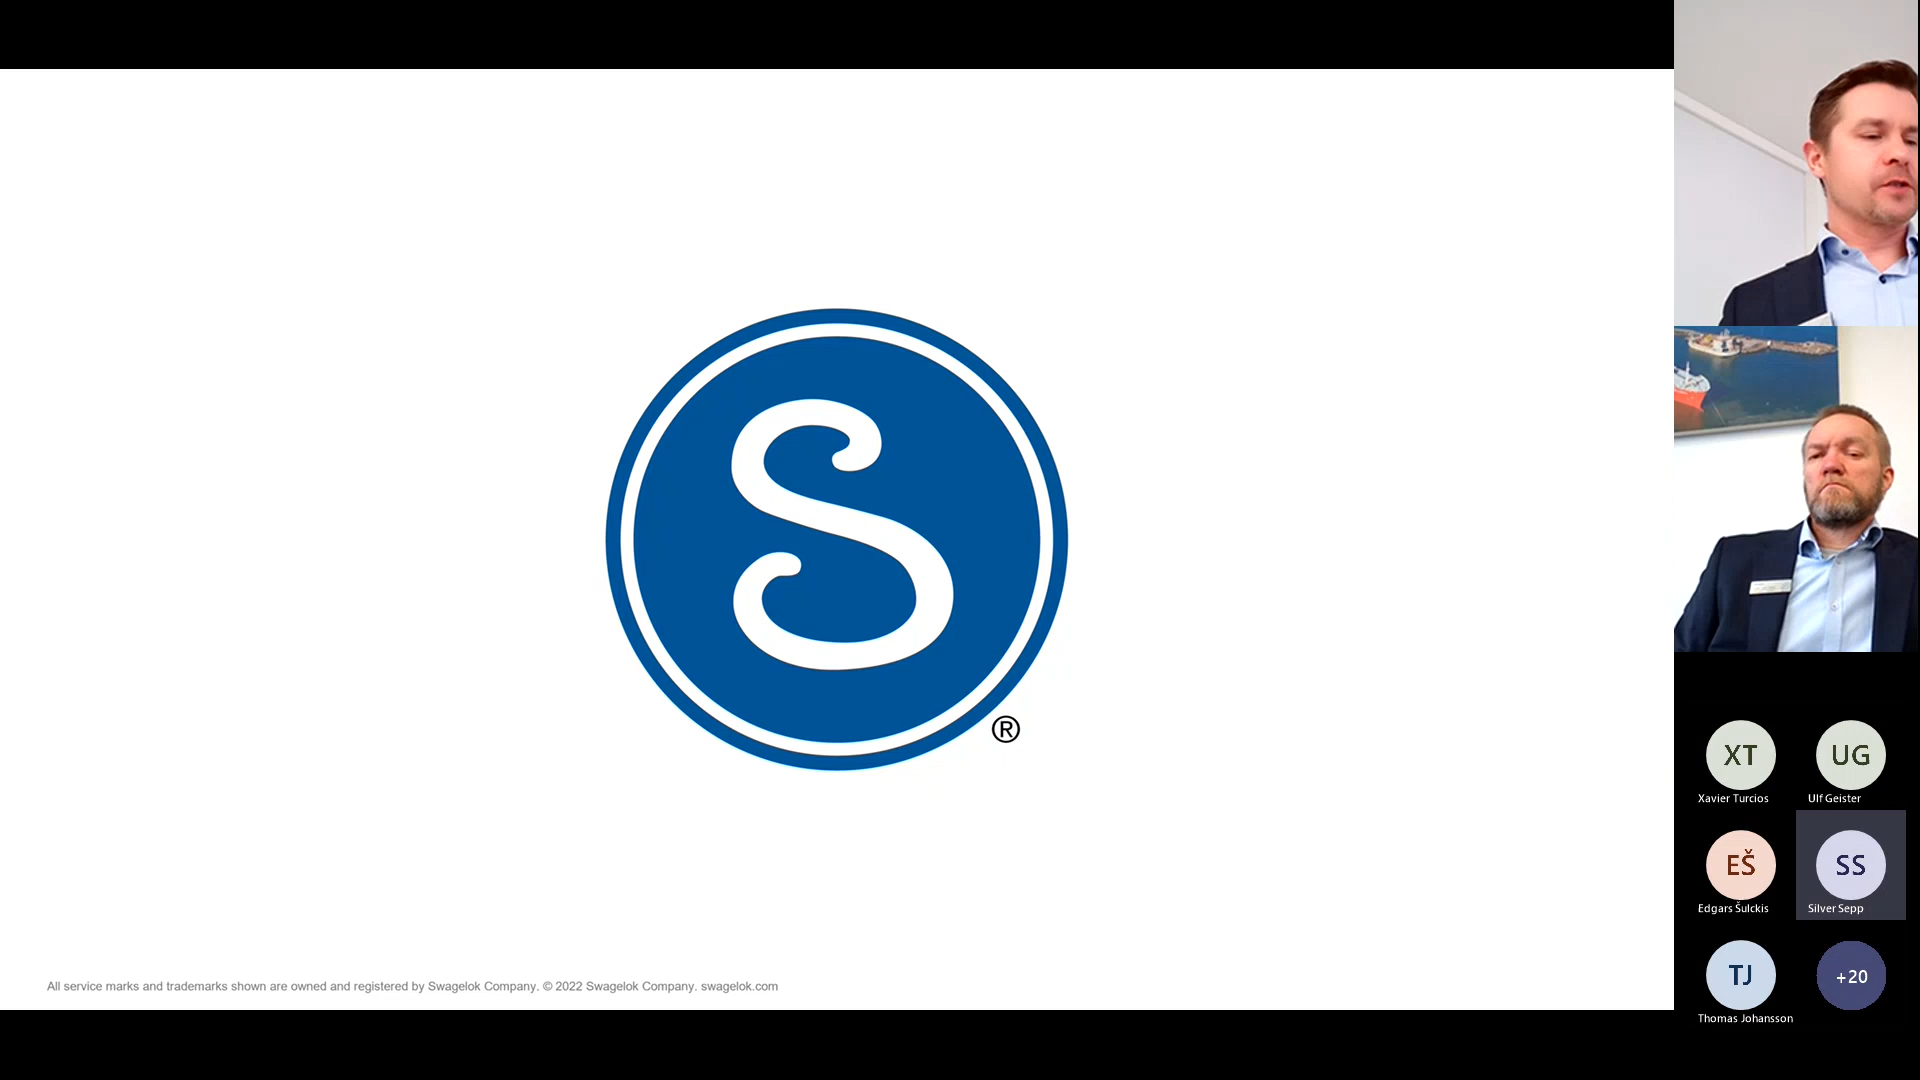 S
®
All service marks and trademarks shown are owned and registered by Swagelok Company. © 2022 Swagelok Company. swagelok.com
XT
UG
Xavier Turcios
Ulf Geister
EŠ
SS
Edgars Šulckis
Silver Sepp
TJ
+20
Thomas Johansson